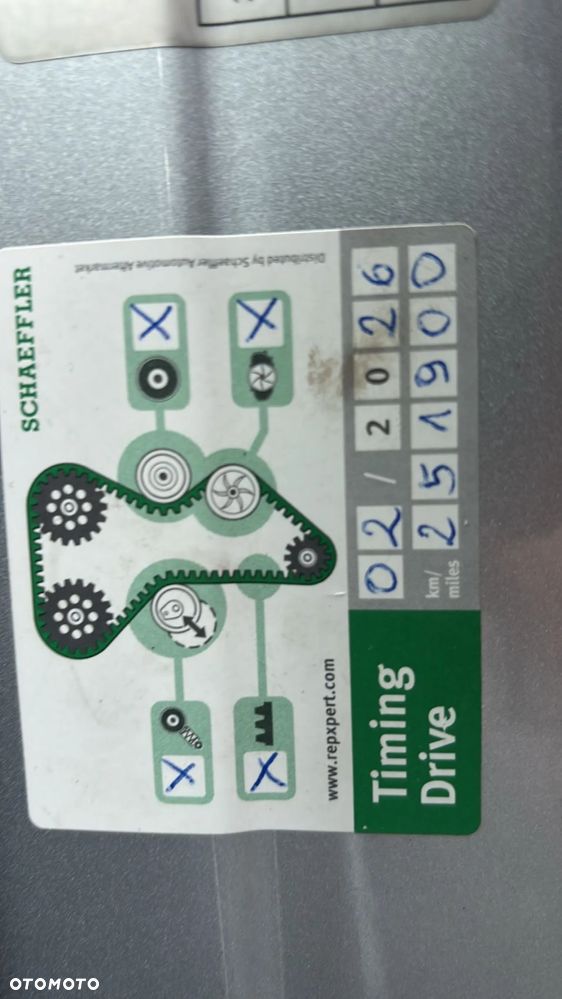 SCHAEFFLER
Distributed by Schaeffler Automotive Aftermarket
X
X
X
X
www.repxpert.com
Timing
Drive
02 / 2026
km/
miles
251900
OTOMOTO